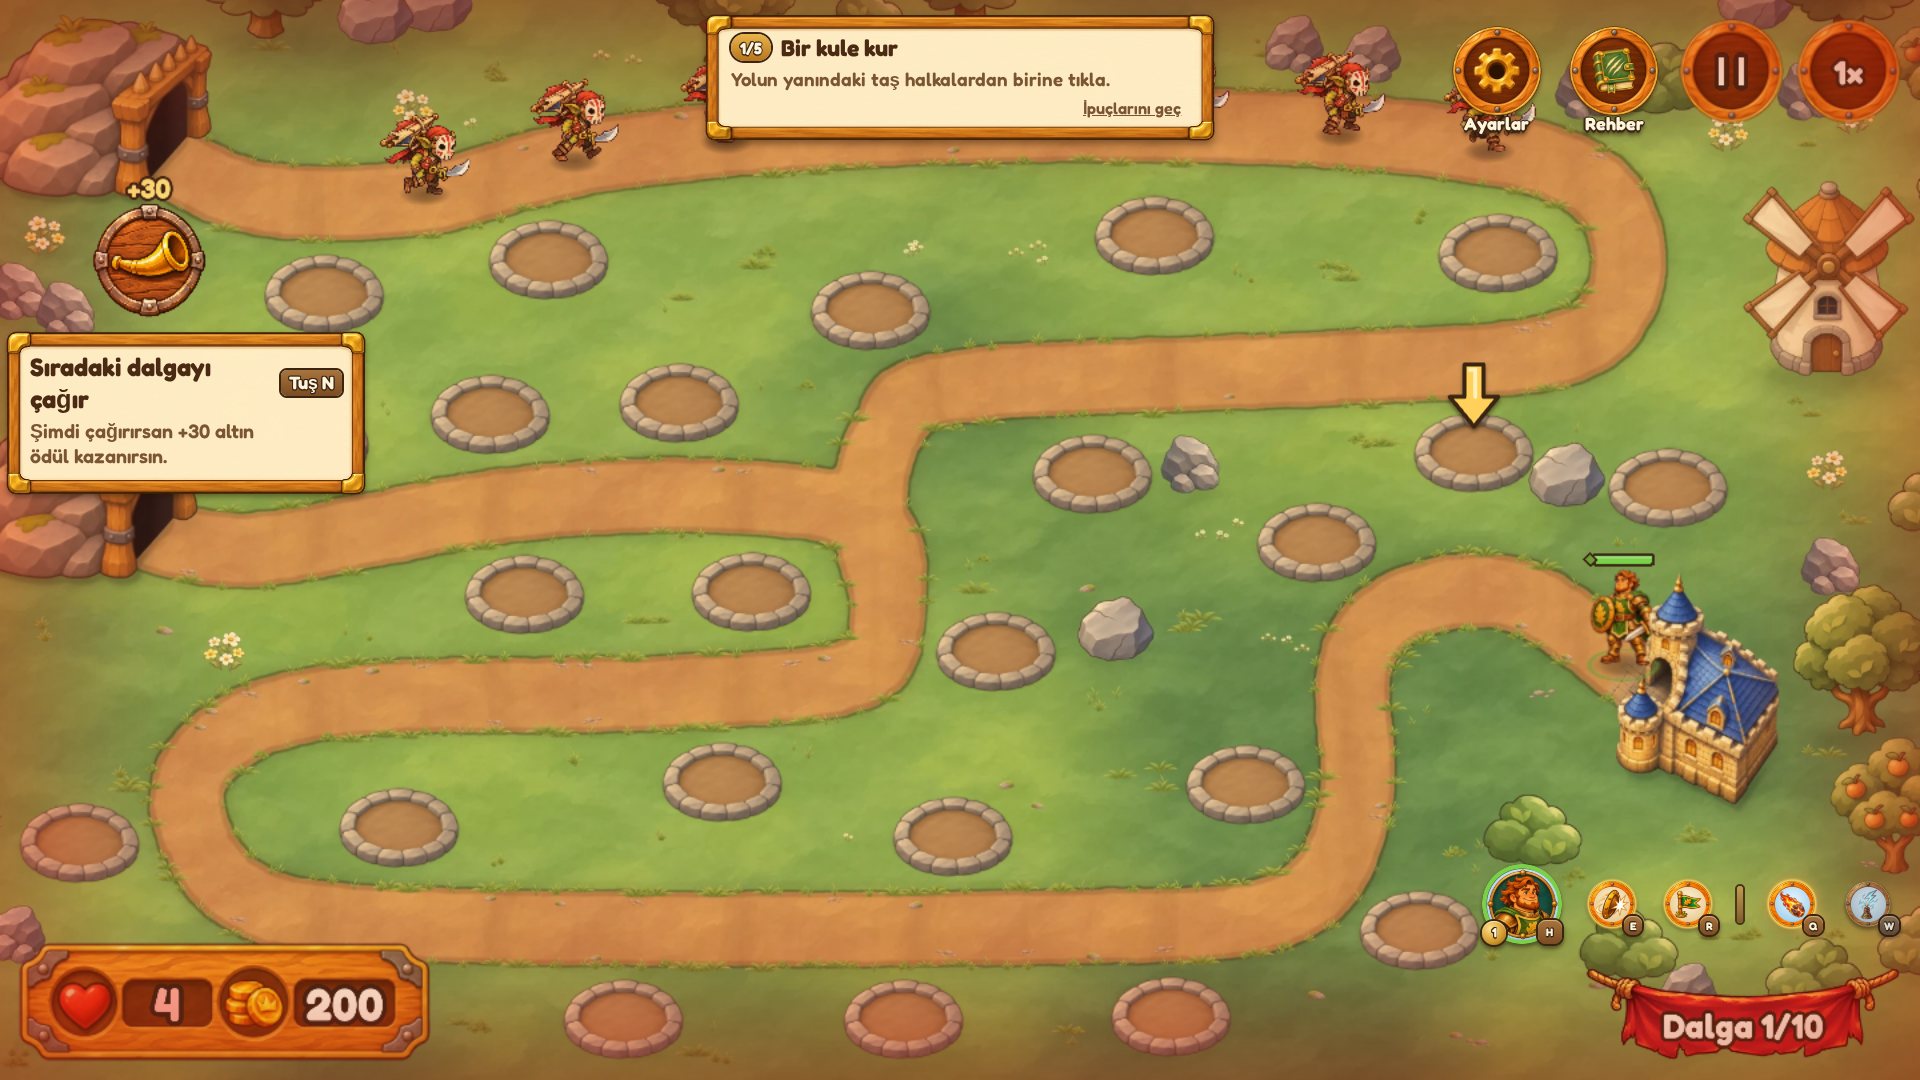 1/5 Bir kule kur
Yolun yanındaki taş halkalardan birine tıkla.
İpuçlarını geç
Ayarlar
Rehber
1x
+30
Sıradaki dalgayı
çağır
Tuş N
Şimdi çağırırsan +30 altın
ödül kazanırsın.
1
H
E
R
Q
W
4
200
Dalga 1/10